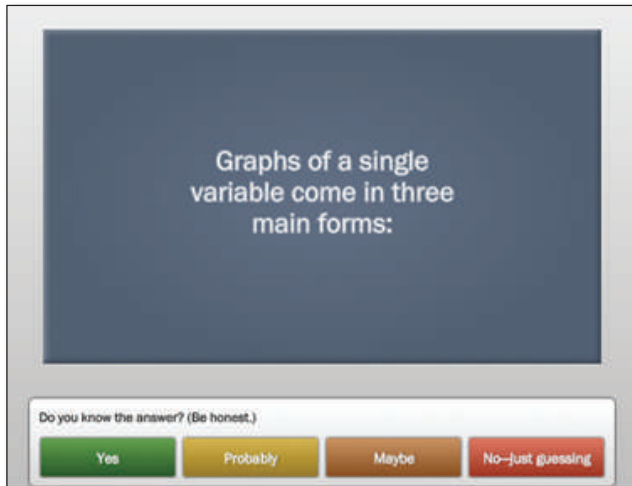 Graphs of a single
variable come in three
main forms:
Do you know the answer? (Be honest.)
Yes
Probably
Maybe
No—just guessing